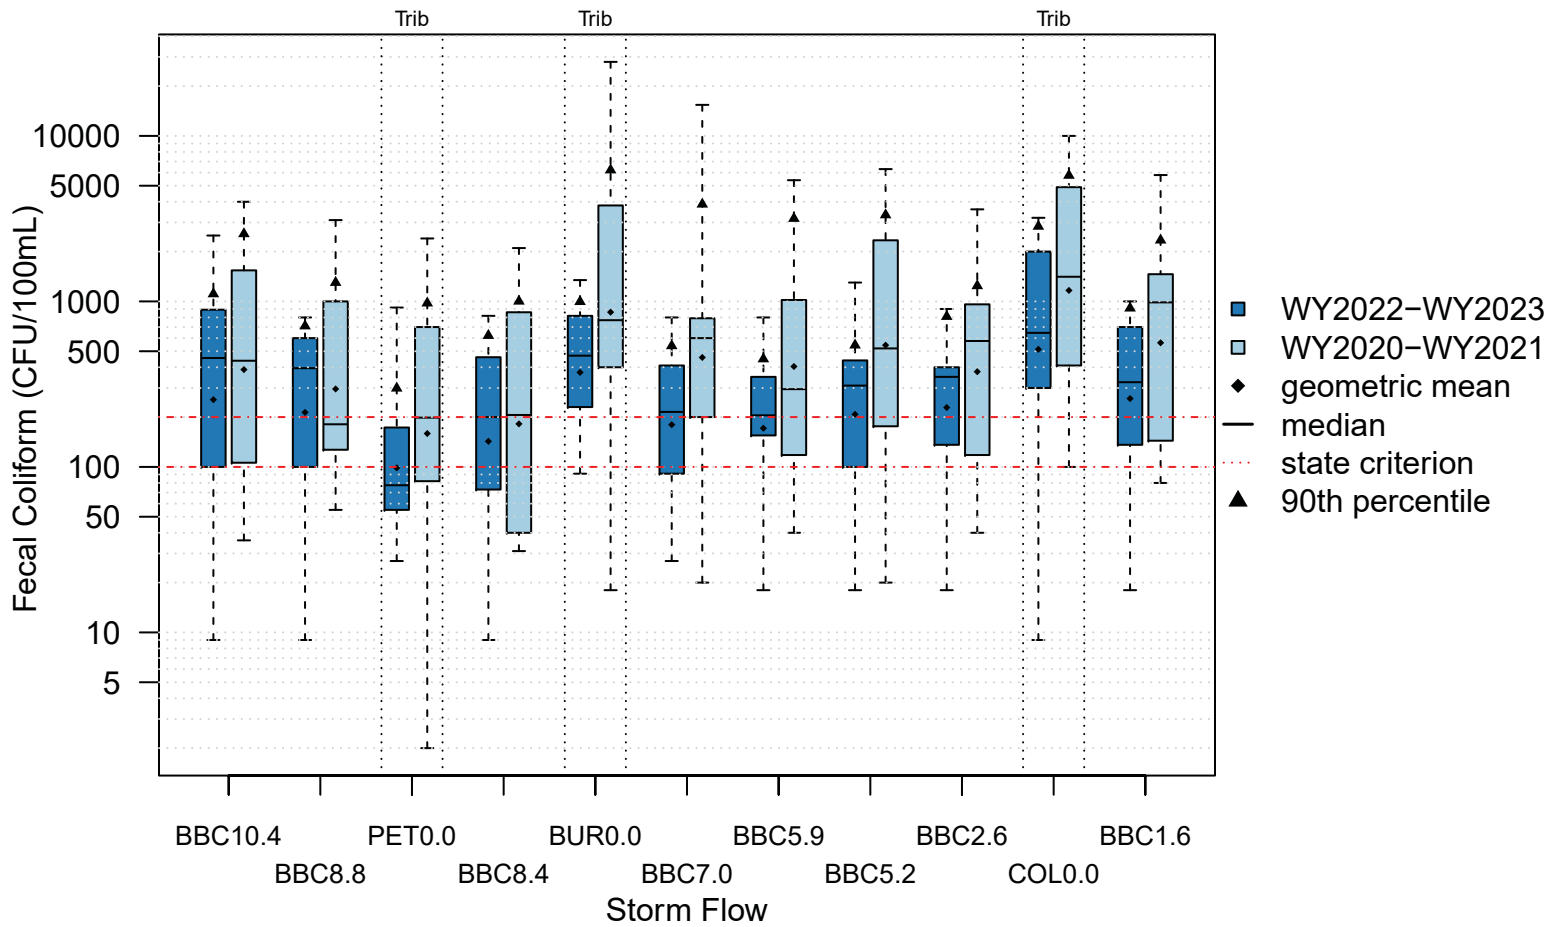 Trib Trib Trib
Fecal Coliform (CFU/100mL)
10000
5000
1000
500
100
50
10
5
WY2022−WY2023
WY2020−WY2021
geometric mean
median
state criterion
90th percentile
BBC10.4 PET0.0 BUR0.0 BBC5.9 BBC2.6 BBC1.6
BBC8.8 BBC8.4 BBC7.0 BBC5.2 COL0.0
Storm Flow